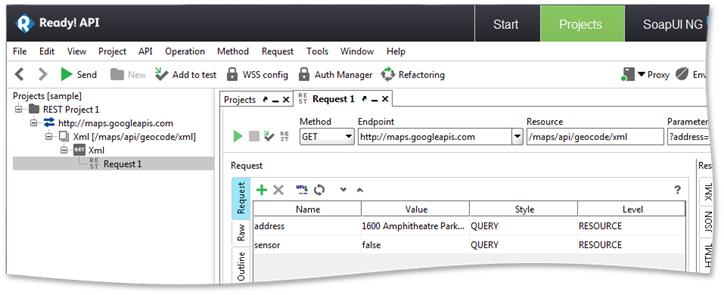 Ready! API
Start
Projects
SoapUI NG
File Edit View Project API Operation Method Request Tools Window Help
Send New Add to test WSS config Auth Manager Refactoring Proxy
Projects [sample]
REST Project 1
http://maps.googleapis.com
Xml [/maps/api/geocode/xml]
GET Xml
REST Request 1
Projects
REST Request 1
Method Endpoint Resource
GET http://maps.googleapis.com /maps/api/geocode/xml ?address=
Request
Request
Raw
Outline
?
Name Value Style Level
address 1600 Amphitheatre Park... QUERY RESOURCE
sensor false QUERY RESOURCE
XML
JSON
HTML